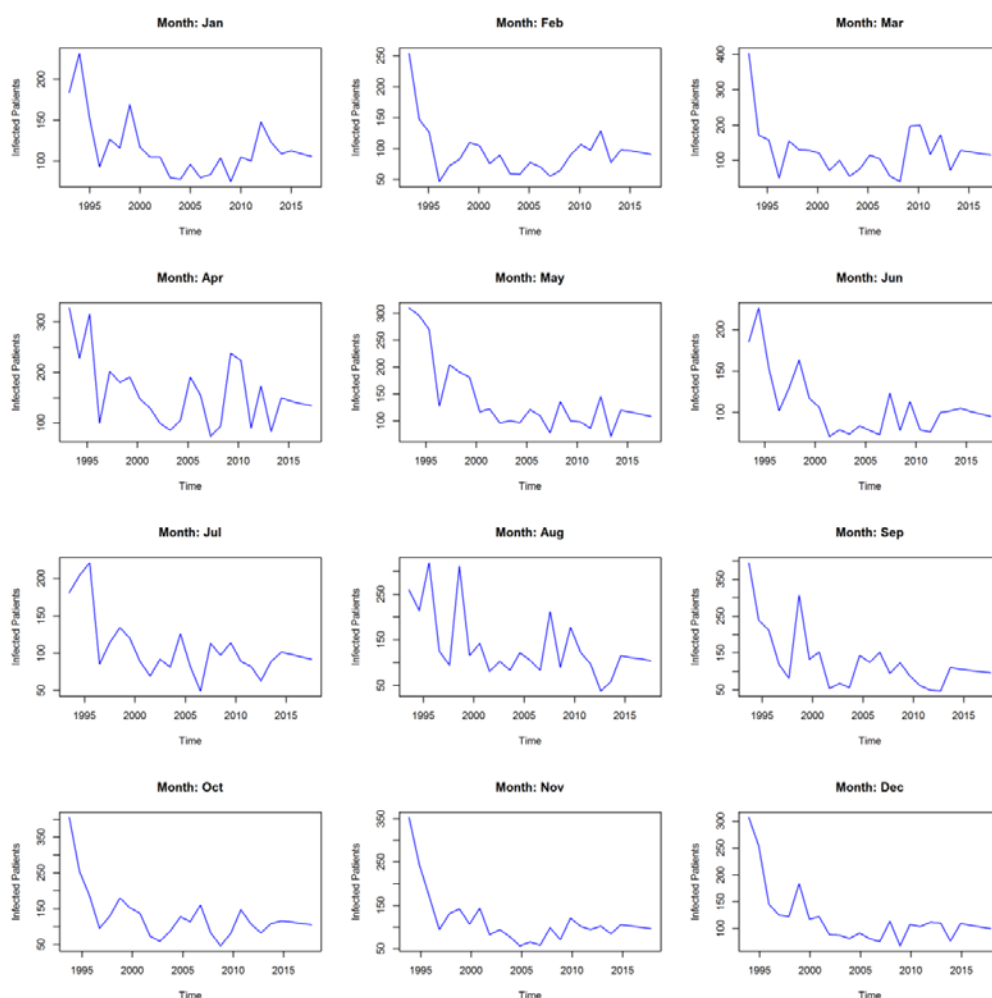 Month: Jan
Infected Patients
200
150
100
1995 2000 2005 2010 2015
Time
Month: Feb
Infected Patients
250
200
150
100
50
1995 2000 2005 2010 2015
Time
Month: Mar
Infected Patients
400
300
200
100
1995 2000 2005 2010 2015
Time
Month: Apr
Infected Patients
300
200
100
1995 2000 2005 2010 2015
Time
Month: May
Infected Patients
300
250
200
150
100
1995 2000 2005 2010 2015
Time
Month: Jun
Infected Patients
200
150
100
1995 2000 2005 2010 2015
Time
Month: Jul
Infected Patients
200
150
100
50
1995 2000 2005 2010 2015
Time
Month: Aug
Infected Patients
250
150
50
1995 2000 2005 2010 2015
Time
Month: Sep
Infected Patients
350
250
150
50
1995 2000 2005 2010 2015
Time
Month: Oct
Infected Patients
350
250
150
50
1995 2000 2005 2010 2015
Time
Month: Nov
Infected Patients
350
250
150
50
1995 2000 2005 2010 2015
Time
Month: Dec
Infected Patients
300
250
200
150
100
1995 2000 2005 2010 2015
Time